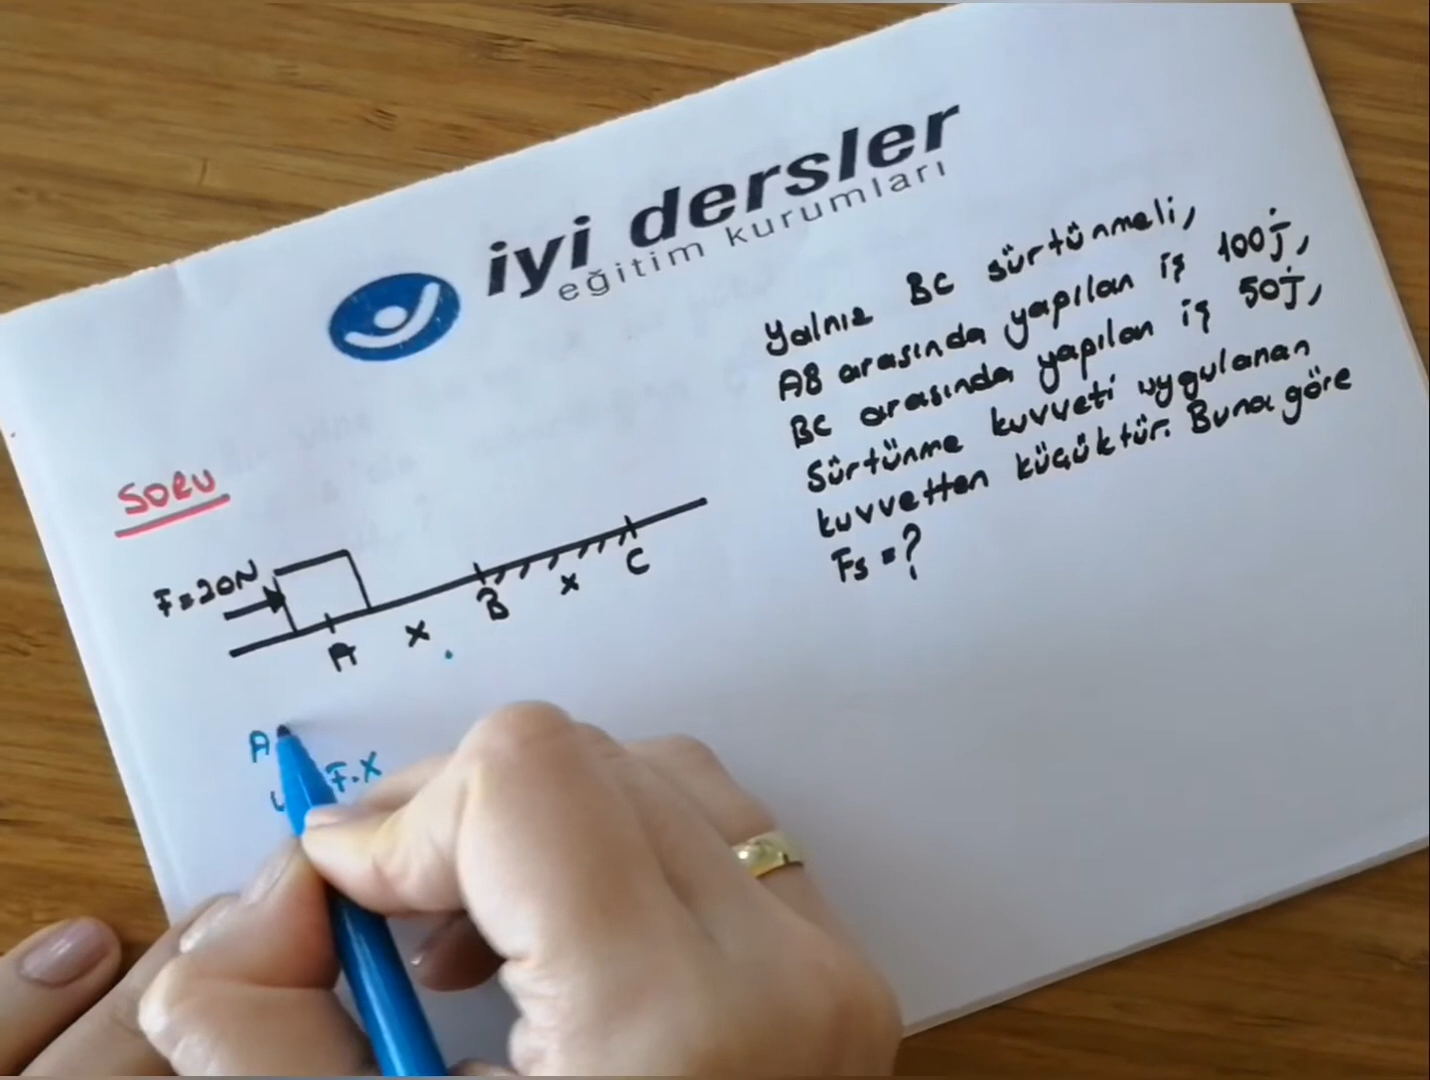 iyi dersler
eğitim kurumları
Yalnız BC sürtünmeli,
AB arasında yapılan iş 100j,
BC arasında yapılan iş 50j,
Sürtünme kuvveti uygulanan
kuvvetten küçüktür. Buna göre
Fs = ?
SORU
F=20N
A
x
B
x
C
A
F.x